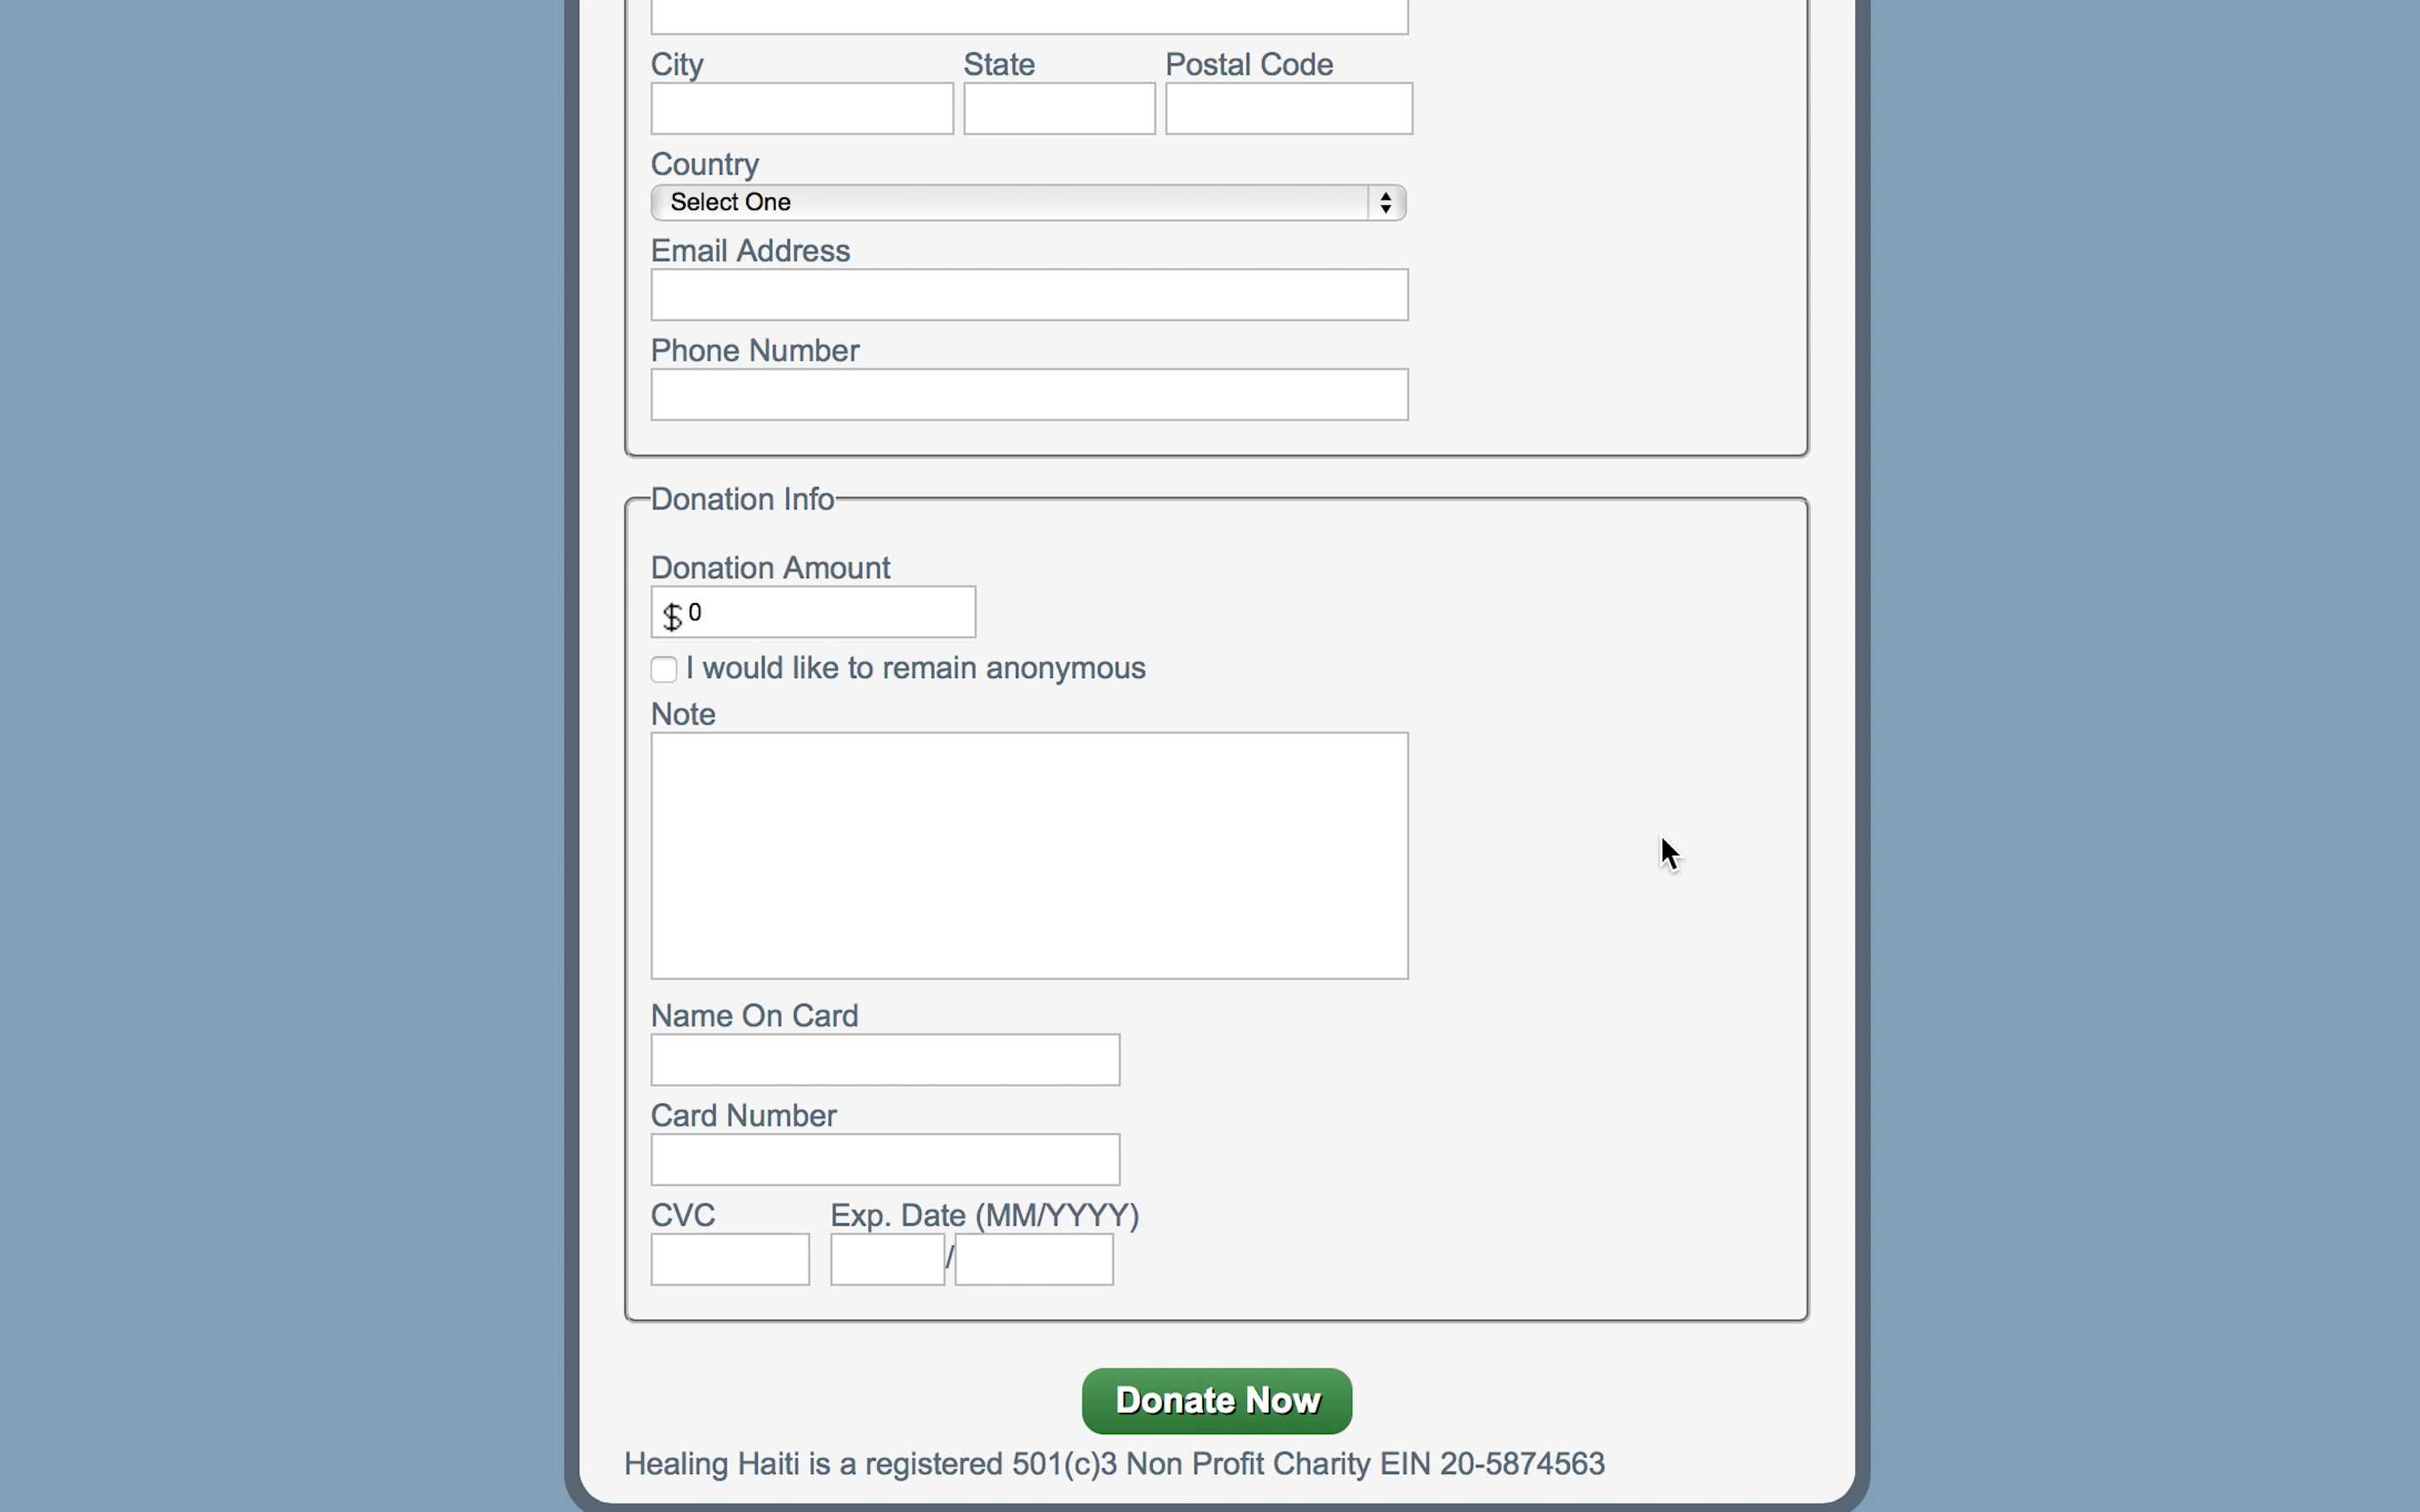 City State Postal Code
Country
Select One
Email Address
Phone Number
Donation Info
Donation Amount
$ 0
I would like to remain anonymous
Note
Name On Card
Card Number
CVC Exp. Date (MM/YYYY)
/
Donate Now
Healing Haiti is a registered 501(c)3 Non Profit Charity EIN 20-5874563